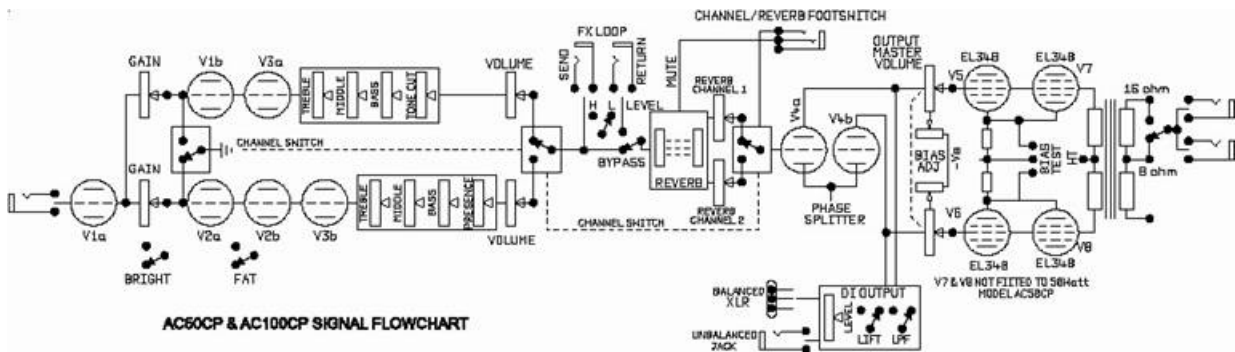 CHANNEL/REVERB FOOTSWITCH
FX LOOP
SEND
RETURN
MUTE
OUTPUT
MASTER
VOLUME
EL34B
EL34B
V5
V7
GAIN
V1b
V3a
TREBLE
MIDDLE
BASS
TONE CUT
VOLUME
H
L
LEVEL
REVERB
CHANNEL 1
V4a
V4b
16 ohm
CHANNEL SWITCH
BYPASS
REVERB
BIAS
ADJ
-Va
BIAS
TEST
HT
8 ohm
GAIN
V1a
V2a
V2b
V3b
TREBLE
MIDDLE
BASS
PRESENCE
VOLUME
REVERB
CHANNEL 2
PHASE
SPLITTER
CHANNEL SWITCH
V6
V8
EL34B
EL34B
BRIGHT
FAT
V7 & V8 NOT FIITED TO 50Watt
MODEL AC50CP
BALANCED
XLR
DI OUTPUT
LEVEL
LIFT
LPF
UNBALANCED
JACK
AC50CP & AC100CP SIGNAL FLOWCHART